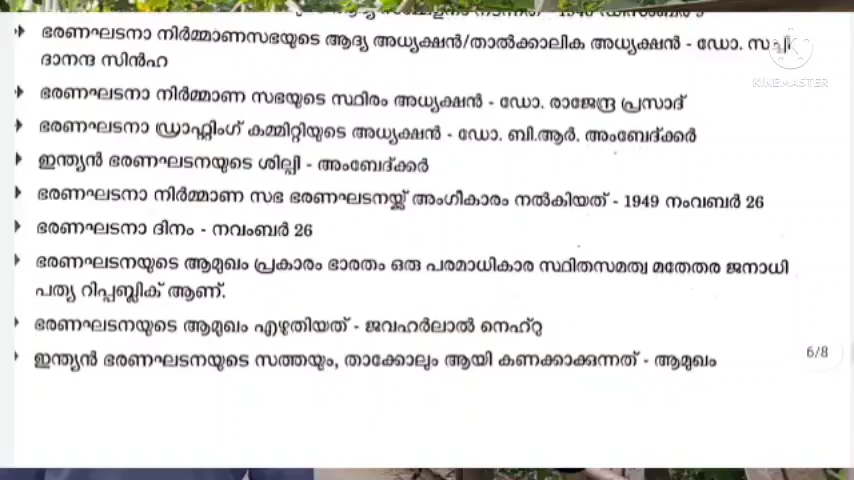 ഭരണഘടനാ നിർമ്മാണസഭയുടെ ആദ്യ അധ്യക്ഷൻ/താൽക്കാലിക അധ്യക്ഷൻ - ഡോ. സച്ചി
ദാനന്ദ സിൻഹ
KINEMASTER
ഭരണഘടനാ നിർമ്മാണ സഭയുടെ സ്ഥിരം അധ്യക്ഷൻ - ഡോ. രാജേന്ദ്ര പ്രസാദ്
ഭരണഘടനാ ഡ്രാഫ്റ്റിംഗ് കമ്മിറ്റിയുടെ അധ്യക്ഷൻ - ഡോ. ബി.ആർ. അംബേദ്ക്കർ
ഇന്ത്യൻ ഭരണഘടനയുടെ ശില്പി - അംബേദ്ക്കർ
ഭരണഘടനാ നിർമ്മാണ സഭ ഭരണഘടനയ്ക്ക് അംഗീകാരം നൽകിയത് - 1949 നംവബർ 26
ഭരണഘടനാ ദിനം - നവംബർ 26
ഭരണഘടനയുടെ ആമുഖം പ്രകാരം ഭാരതം ഒരു പരമാധികാര സ്ഥിതസമത്വ മതേതര ജനാധി
പത്യ റിപ്പബ്ലിക് ആണ്.
ഭരണഘടനയുടെ ആമുഖം എഴുതിയത് - ജവഹർലാൽ നെഹ്റു
6/8
ഇന്ത്യൻ ഭരണഘടനയുടെ സത്തയും, താക്കോലും ആയി കണക്കാക്കുന്നത് - ആമുഖം